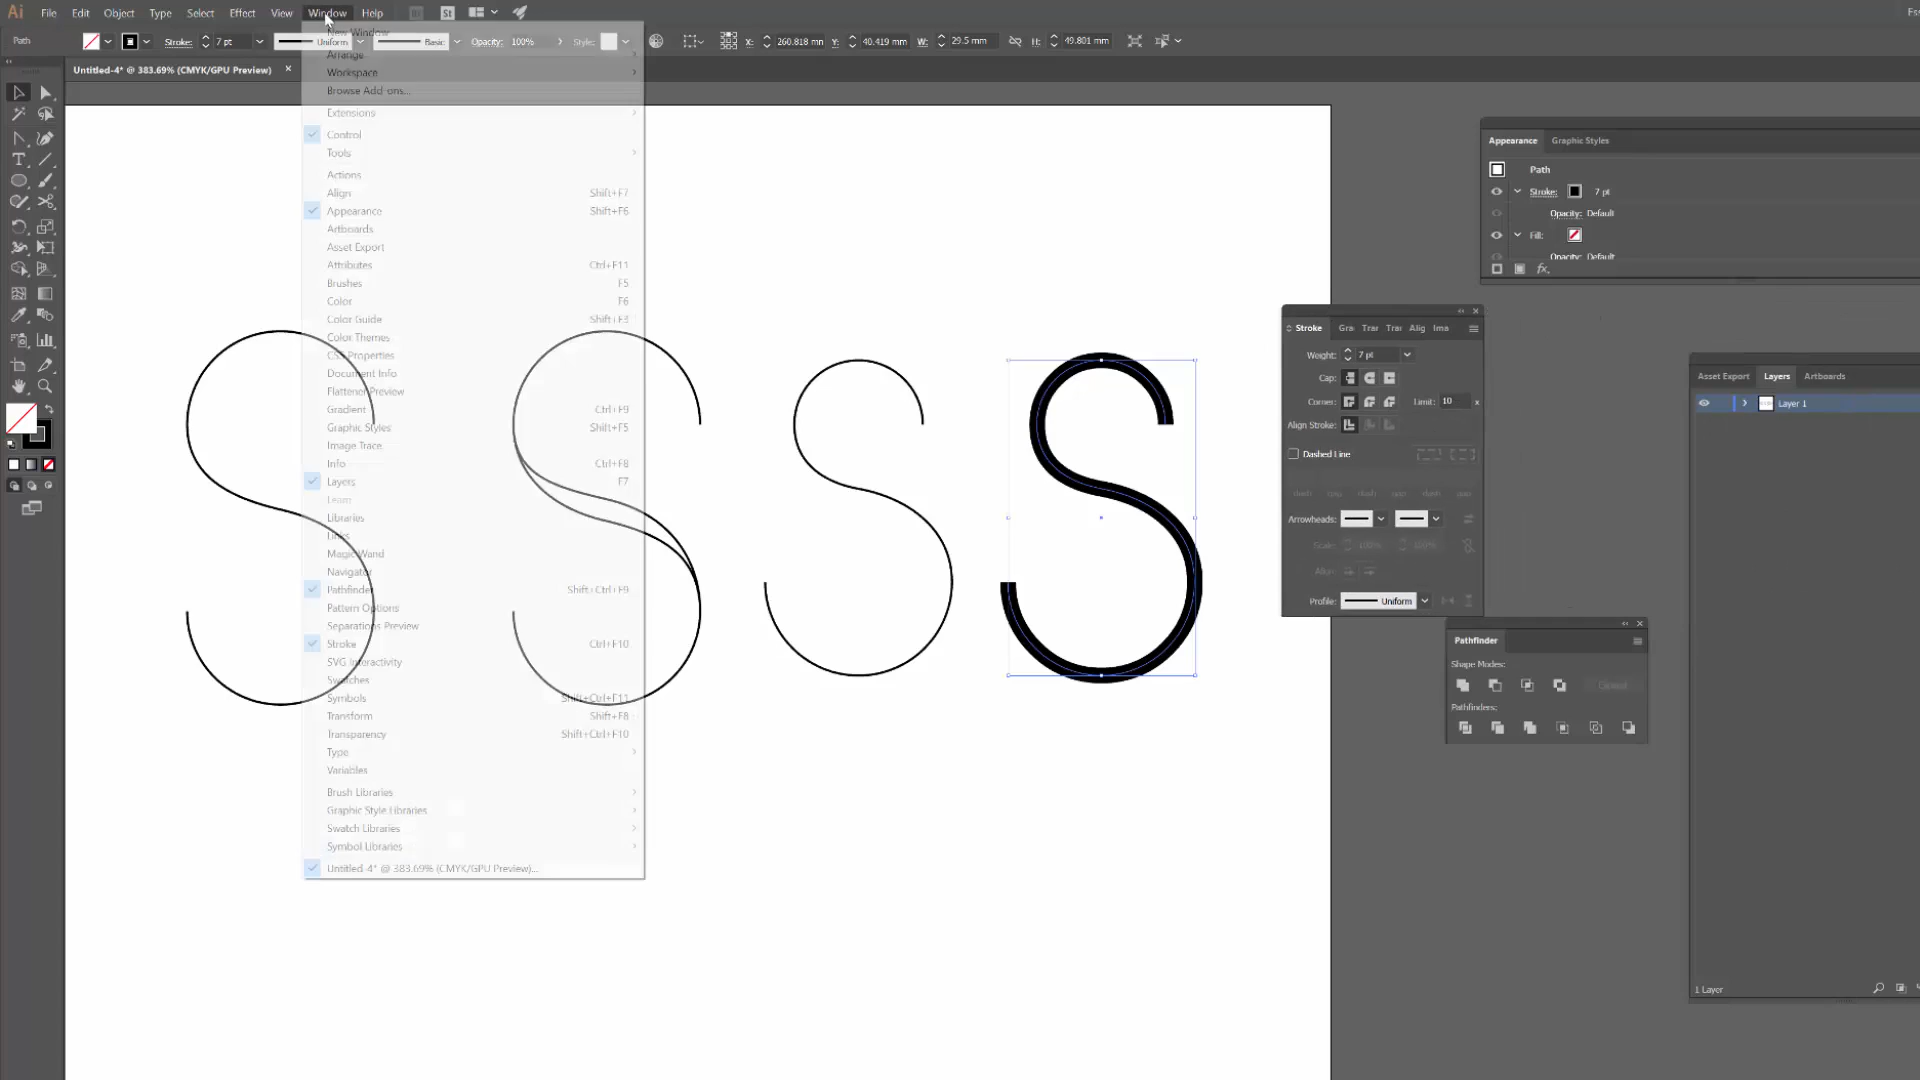 Ai File Edit Object Type Select Effect View Window Help Br St
Ess
Path Stroke: 7 pt Uniform Basic Opacity: 100% Style: X: 260.818 mm Y: 40.419 mm W: 29.5 mm H: 49.801 mm
Untitled-4* @ 383.69% (CMYK/GPU Preview) ×
New Window
Arrange
Workspace
Browse Add-ons...
Extensions
Control
Tools
Actions
Align Shift+F7
Appearance Shift+F6
Artboards
Asset Export
Attributes Ctrl+F11
Brushes F5
Color F6
Color Guide Shift+F3
Color Themes
CSS Properties
Document Info
Flattener Preview
Gradient Ctrl+F9
Graphic Styles Shift+F5
Image Trace
Info Ctrl+F8
Layers F7
Learn
Libraries
Links
Magic Wand
Navigator
Pathfinder Shift+Ctrl+F9
Pattern Options
Separations Preview
Stroke Ctrl+F10
SVG Interactivity
Swatches
Symbols Shift+Ctrl+F11
Transform Shift+F8
Transparency Shift+Ctrl+F10
Type
Variables
Brush Libraries
Graphic Style Libraries
Swatch Libraries
Symbol Libraries
Untitled-4* @ 383.69% (CMYK/GPU Preview)...
Appearance Graphic Styles
Path
Stroke: 7 pt
Opacity: Default
Fill:
Opacity: Default
fx.
Stroke Gra Trar Trar Alig Ima
Weight: 7 pt
Cap:
Corner: Limit: 10 x
Align Stroke:
Dashed Line
dash gap dash gap dash gap
Arrowheads:
Scale: 100% 100%
Align:
Profile: Uniform
Pathfinder
Shape Modes:
Expand
Pathfinders:
Asset Export Layers Artboards
Layer 1
1 Layer